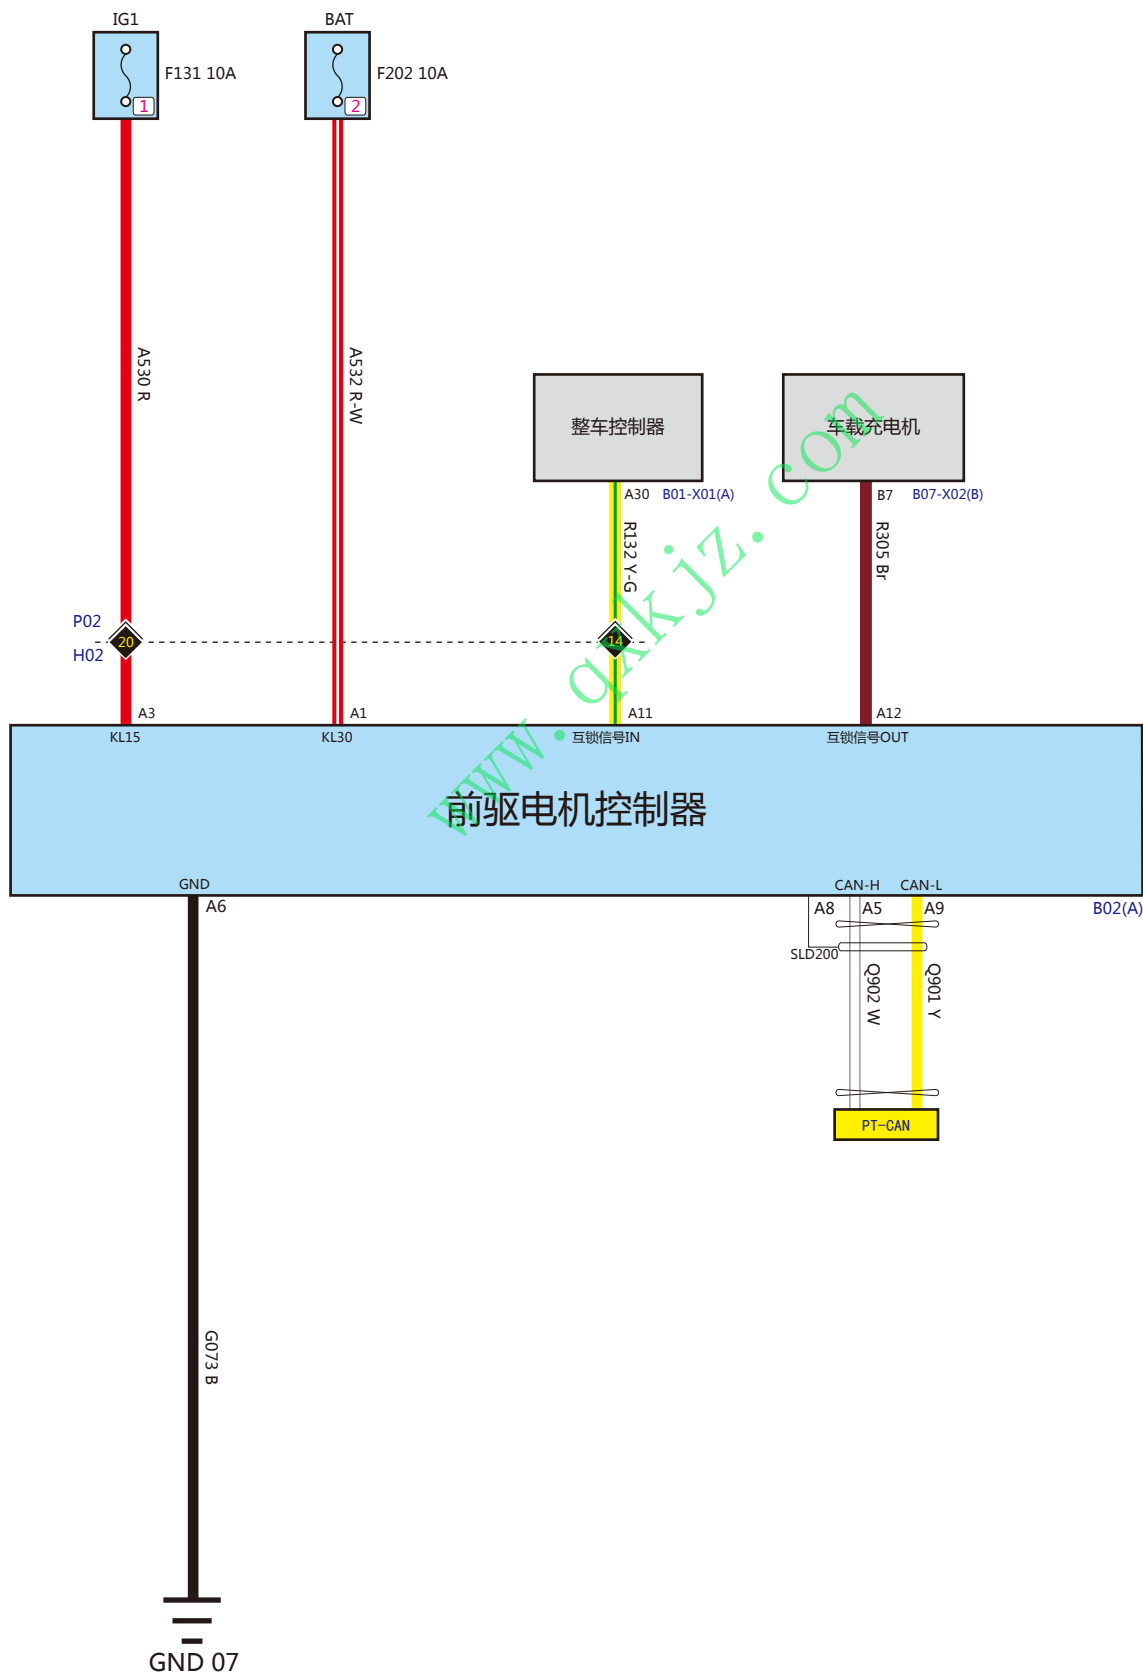 IG1
BAT
F131 10A
F202 10A
1
2
A530 R
A532 R-W
整车控制器
车载充电机
A30 B01-X01(A)
B7 B07-X02(B)
R132 Y-G
R305 Br
P02
H02
20
14
A3
A1
A11
A12
KL15
KL30
互锁信号IN
互锁信号OUT
前驱电机控制器
GND
CAN-H CAN-L
A6
A8 A5 A9
B02(A)
SLD200
Q902 W
Q901 Y
PT-CAN
G073 B
GND 07
www.qxkjz.com